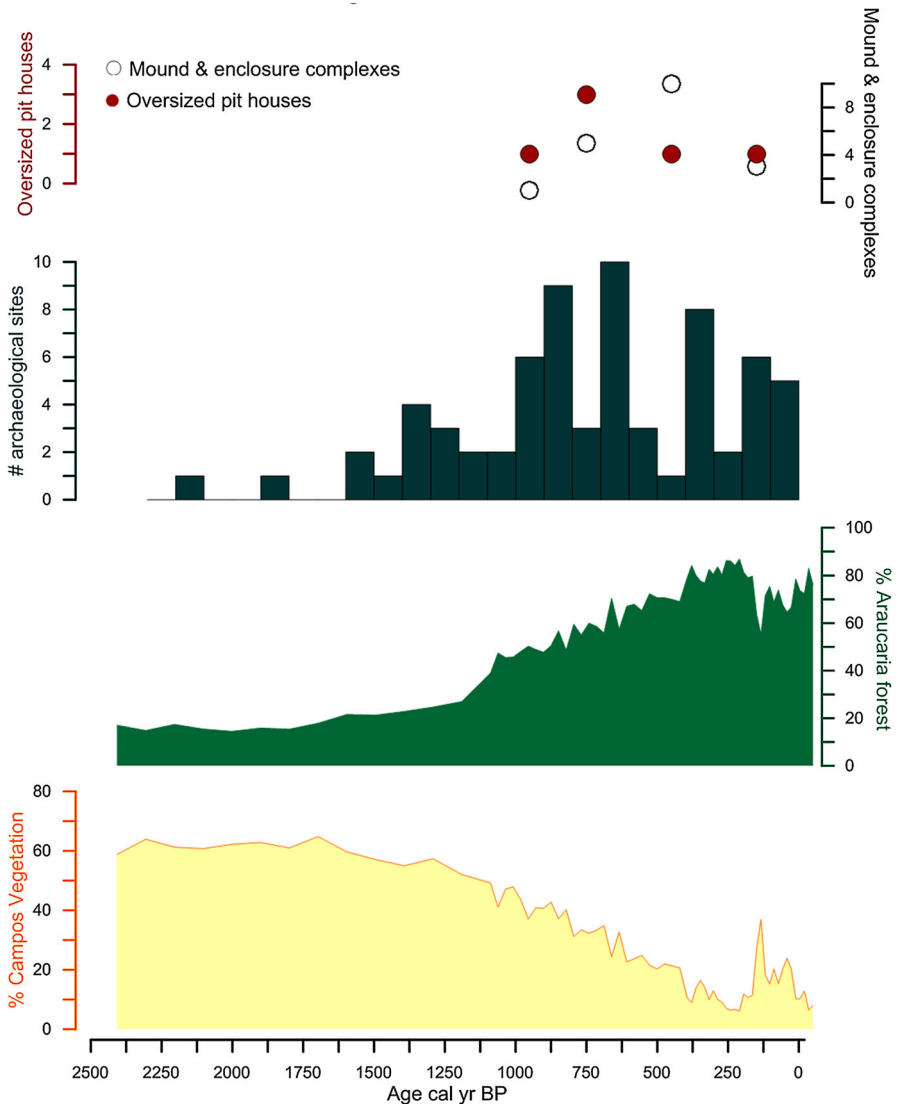 Oversized pit houses
4
2
0
Mound & enclosure complexes
Oversized pit houses
8
4
0
Mound & enclosure complexes
# archaeological sites
10
8
6
4
2
0
100
80
60
40
20
0
% Araucaria forest
% Campos Vegetation
80
60
40
20
0
2500 2250 2000 1750 1500 1250 1000 750 500 250 0
Age cal yr BP